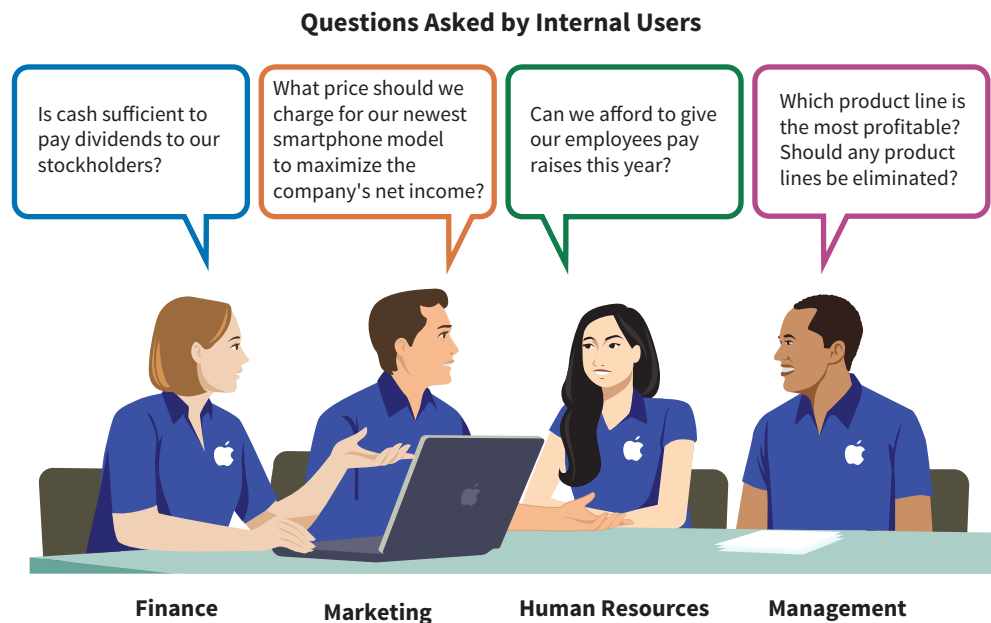 Questions Asked by Internal Users
Is cash sufficient to
pay dividends to our
stockholders?
What price should we
charge for our newest
smartphone model
to maximize the
company's net income?
Can we afford to give
our employees pay
raises this year?
Which product line is
the most profitable?
Should any product
lines be eliminated?
Finance
Marketing
Human Resources
Management